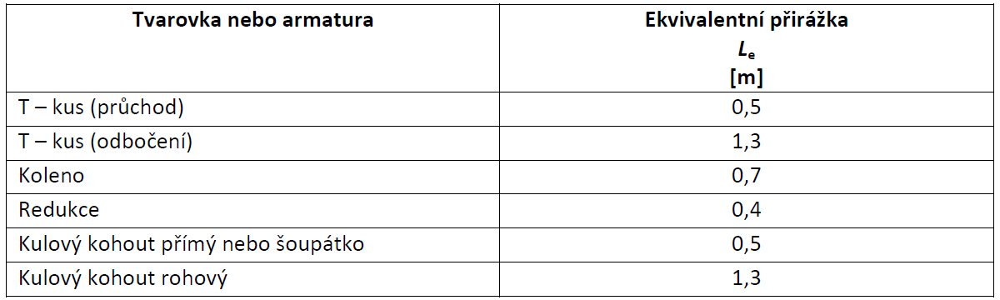 Tvarovka nebo armatura
Ekvivalentní přirážka
Le
[m]
T – kus (průchod)
0,5
T – kus (odbočení)
1,3
Koleno
0,7
Redukce
0,4
Kulový kohout přímý nebo šoupátko
0,5
Kulový kohout rohový
1,3